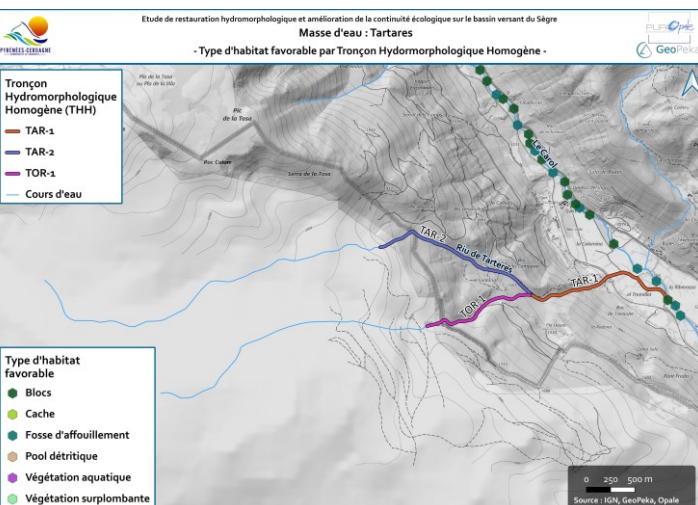 Etude de restauration hydromorphologique et amélioration de la continuité écologique sur le bassin versant du Sègre
Masse d'eau : Tartares
- Type d'habitat favorable par Tronçon Hydormorphologique Homogène -
PYRÉNÉES-CERDAGNE
PURE Opale
GeoPeka
Tronçon
Hydromorphologique
Homogène (THH)
TAR-1
TAR-2
TOR-1
Cours d'eau
Pic
de la Tosa
Roc Colom
Serra de la Tosa
Le Carol
TAR-2
Riu de Tarterés
TAR-1
TOR-1
Type d'habitat
favorable
Blocs
Cache
Fosse d'affouillement
Pool détritique
Végétation aquatique
Végétation surplombante
0 250 500 m
Source : IGN, GeoPeka, Opale